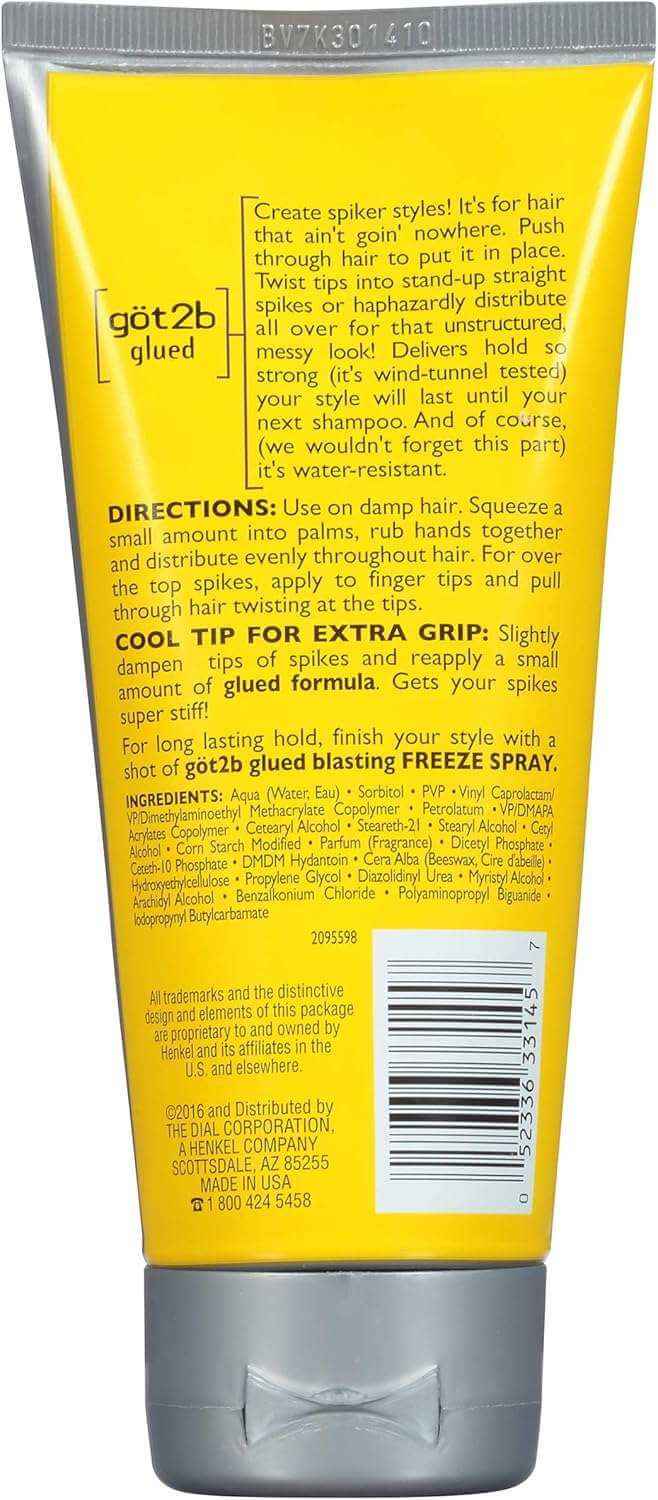 BV7K301410
göt2b
glued
Create spiker styles! It's for hair
that ain't goin' nowhere. Push
through hair to put it in place.
Twist tips into stand-up straight
spikes or haphazardly distribute
all over for that unstructured,
messy look! Delivers hold so
strong (it's wind-tunnel tested)
your style will last until your
next shampoo. And of course,
(we wouldn't forget this part)
it's water-resistant.
DIRECTIONS: Use on damp hair. Squeeze a
small amount into palms, rub hands together
and distribute evenly throughout hair. For over
the top spikes, apply to finger tips and pull
through hair twisting at the tips.
COOL TIP FOR EXTRA GRIP: Slightly
dampen tips of spikes and reapply a small
amount of glued formula. Gets your spikes
super stiff!
For long lasting hold, finish your style with a
shot of göt2b glued blasting FREEZE SPRAY.
INGREDIENTS: Aqua (Water, Eau) • Sorbitol • PVP • Vinyl Caprolactam/
VP/Dimethylaminoethyl Methacrylate Copolymer • Petrolatum • VP/DMAPA
Acrylates Copolymer • Cetearyl Alcohol • Steareth-21 • Stearyl Alcohol • Cetyl
Alcohol • Corn Starch Modified • Parfum (Fragrance) • Dicetyl Phosphate •
Ceteth-10 Phosphate • DMDM Hydantoin • Cera Alba (Beeswax, Cire d'abeille) •
Hydroxyethylcellulose • Propylene Glycol • Diazolidinyl Urea • Myristyl Alcohol •
Arachidyl Alcohol • Benzalkonium Chloride • Polyaminopropyl Biguanide •
Iodopropynyl Butylcarbamate
2095598
All trademarks and the distinctive
design and elements of this package
are proprietary to and owned by
Henkel and its affiliates in the
U.S. and elsewhere.
©2016 and Distributed by
THE DIAL CORPORATION,
A HENKEL COMPANY
SCOTTSDALE, AZ 85255
MADE IN USA
☎1 800 424 5458
0 52336 33145 7